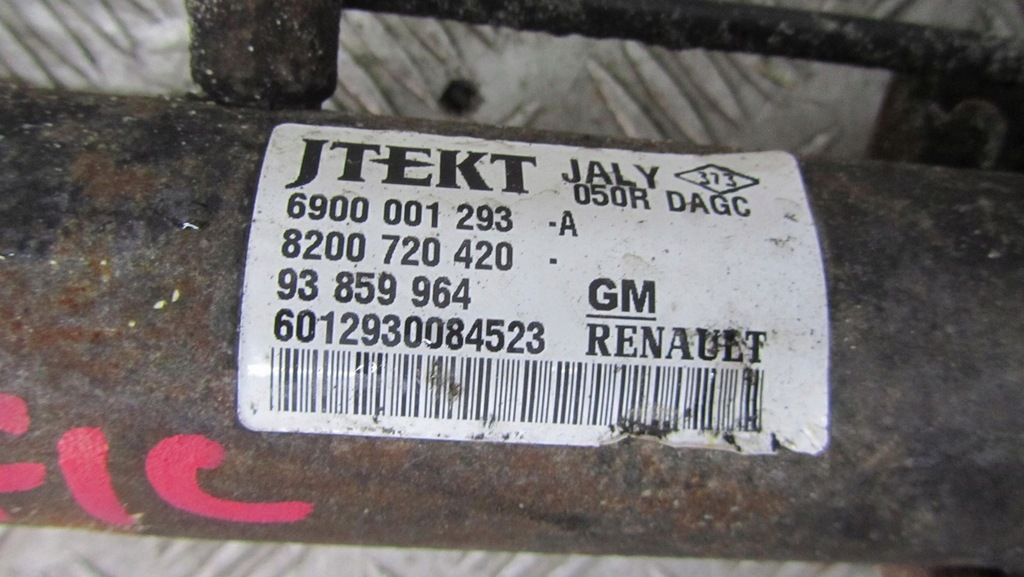 JTEKT JALY 373
050R DAGC
6900 001 293 -A
8200 720 420 -
93 859 964 GM
6012930084523 RENAULT